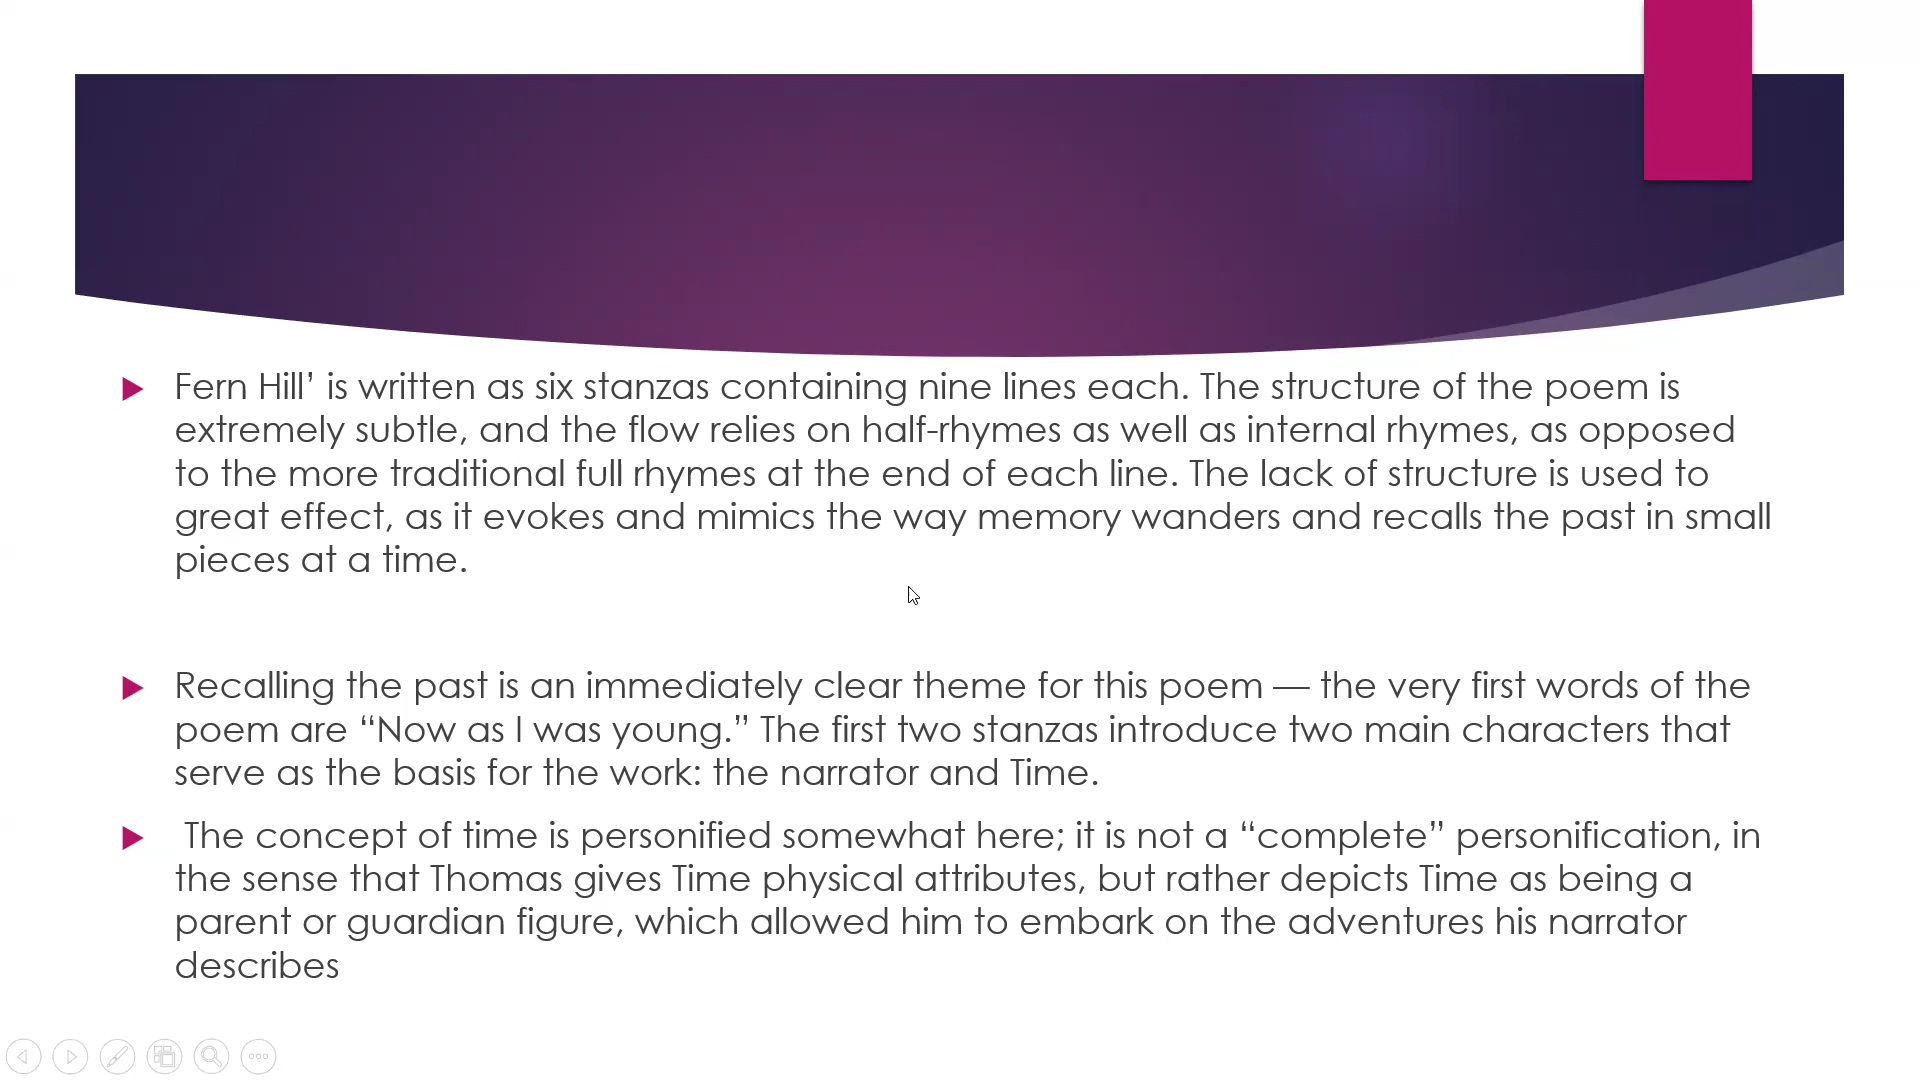 Fern Hill’ is written as six stanzas containing nine lines each. The structure of the poem is
extremely subtle, and the flow relies on half-rhymes as well as internal rhymes, as opposed
to the more traditional full rhymes at the end of each line. The lack of structure is used to
great effect, as it evokes and mimics the way memory wanders and recalls the past in small
pieces at a time.
Recalling the past is an immediately clear theme for this poem — the very first words of the
poem are “Now as I was young.” The first two stanzas introduce two main characters that
serve as the basis for the work: the narrator and Time.
The concept of time is personified somewhat here; it is not a “complete” personification, in
the sense that Thomas gives Time physical attributes, but rather depicts Time as being a
parent or guardian figure, which allowed him to embark on the adventures his narrator
describes